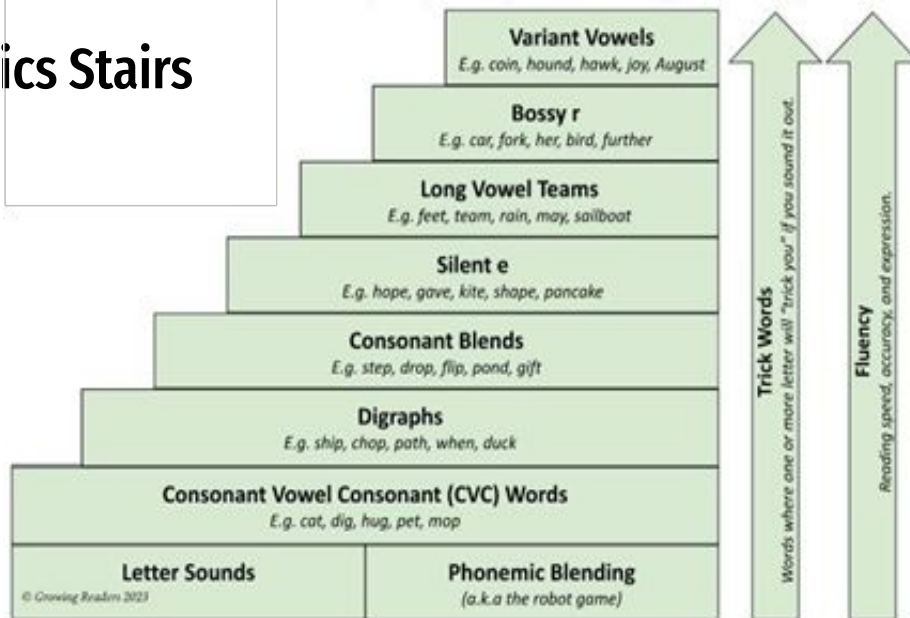 ics Stairs
Variant Vowels
E.g. coin, hound, hawk, joy, August
Bossy r
E.g. car, fork, her, bird, further
Long Vowel Teams
E.g. feet, team, rain, may, sailboat
Silent e
E.g. hope, gave, kite, shape, pancake
Consonant Blends
E.g. step, drop, flip, pond, gift
Digraphs
E.g. ship, chop, path, when, duck
Consonant Vowel Consonant (CVC) Words
E.g. cat, dig, hug, pet, mop
Letter Sounds
© Growing Readers 2023
Phonemic Blending
(a.k.a the robot game)
Trick Words
Words where one or more letter will "trick you" if you sound it out.
Fluency
Reading speed, accuracy, and expression.